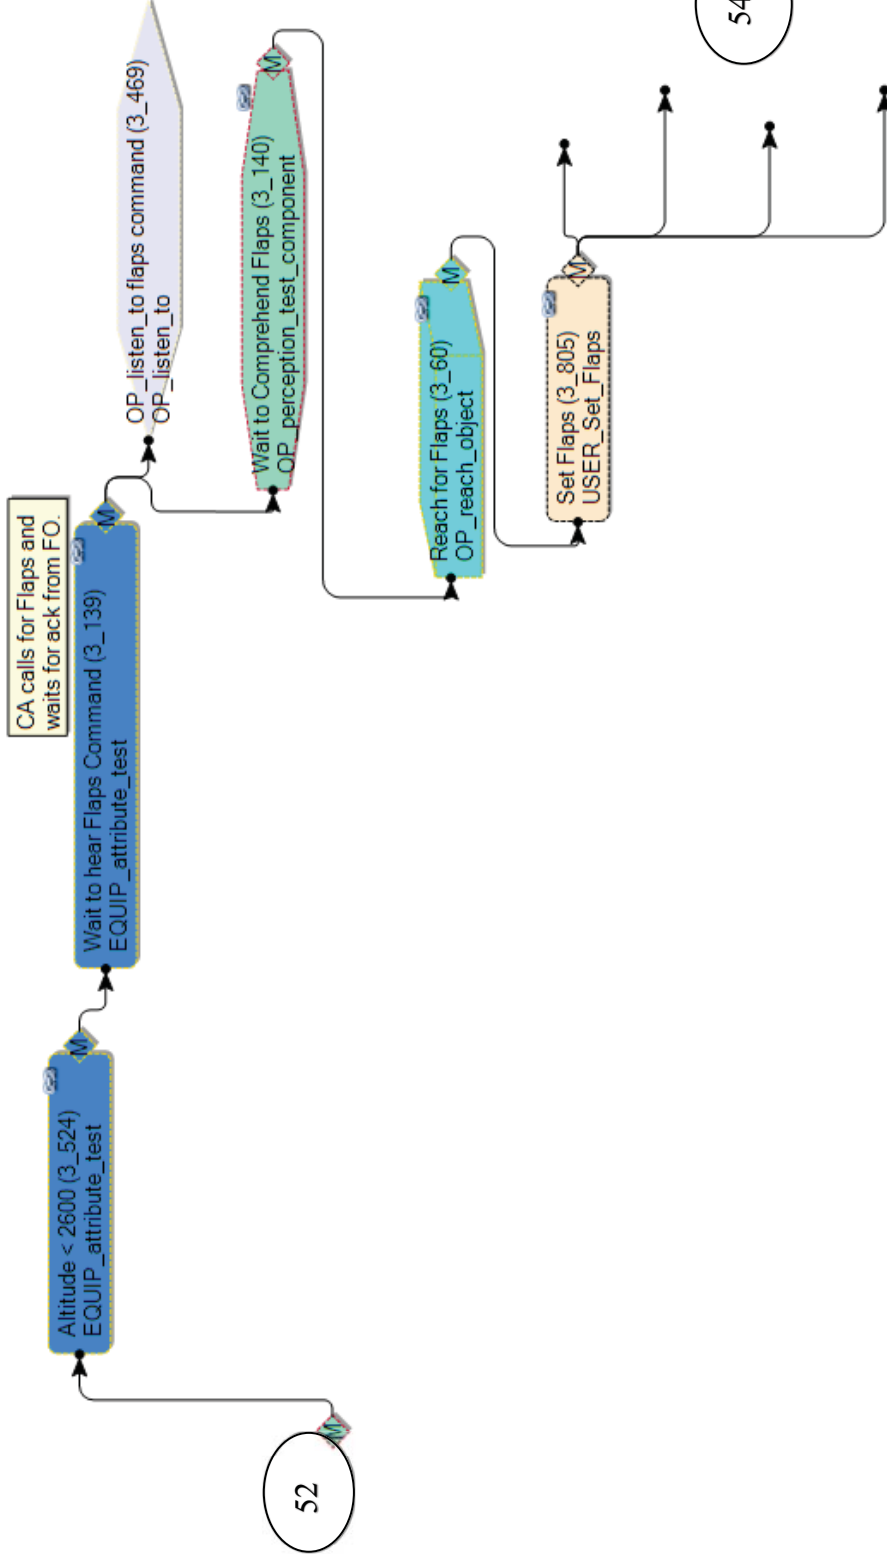 52
M
Altitude < 2600 (3_524)
EQUIP_attribute_test
M
CA calls for Flaps and
waits for ack from FO.
Wait to hear Flaps Command (3_139)
EQUIP_attribute_test
M
OP_listen_to flaps command (3_469)
OP_listen_to
Wait to Comprehend Flaps (3_140)
OP_perception_test_component
M
Reach for Flaps (3_60)
OP_reach_object
M
Set Flaps (3_805)
USER_Set_Flaps
M
54